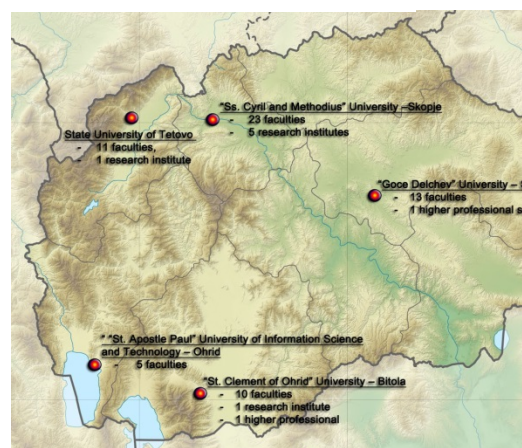 "Ss. Cyril and Methodius" University –Skopje
- 23 faculties
- 5 research institutes
State University of Tetovo
- 11 faculties,
- 1 research institute
"Goce Delchev" University –
- 13 faculties
- 1 higher professional
" "St. Apostle Paul" University of Information Science
and Technology – Ohrid
- 5 faculties
"St. Clement of Ohrid" University – Bitola
- 10 faculties
- 1 research institute
- 1 higher professional